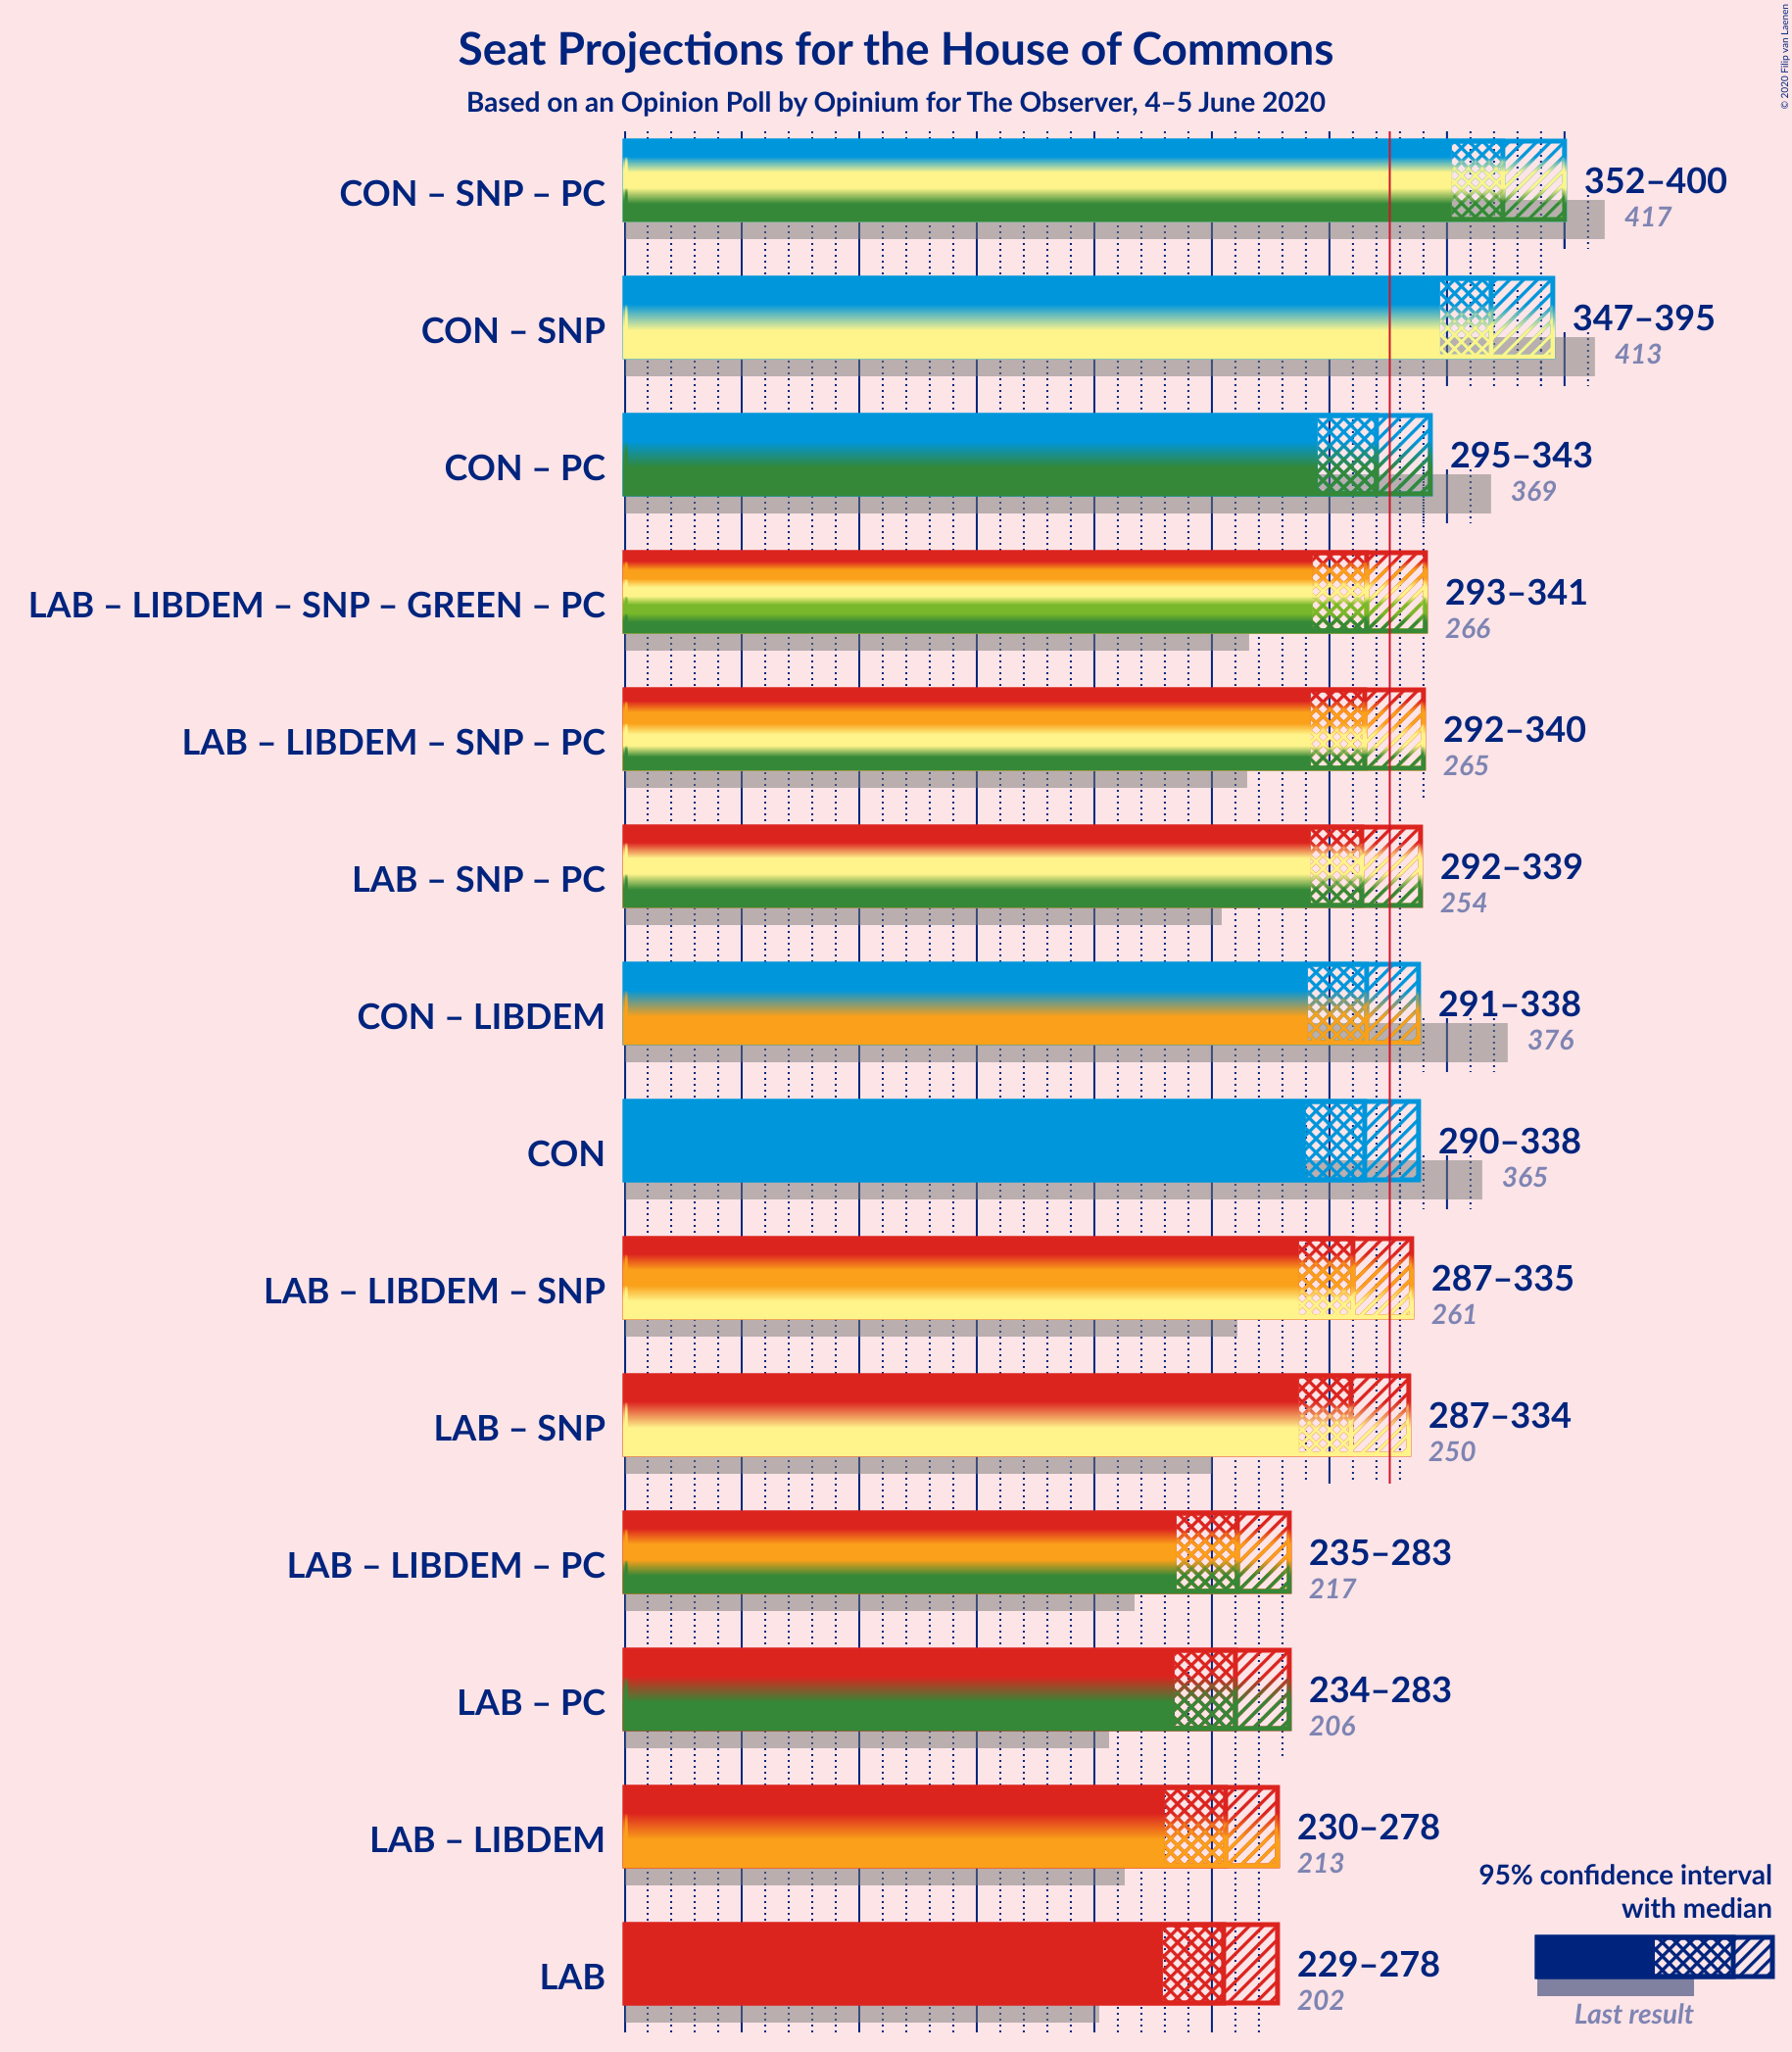 Seat Projections for the House of Commons
Based on an Opinion Poll by Opinium for The Observer, 4–5 June 2020
© 2020 Filip van Laenen
CON – SNP – PC
352–400
417
CON – SNP
347–395
413
CON – PC
295–343
369
LAB – LIBDEM – SNP – GREEN – PC
293–341
266
LAB – LIBDEM – SNP – PC
292–340
265
LAB – SNP – PC
292–339
254
CON – LIBDEM
291–338
376
CON
290–338
365
LAB – LIBDEM – SNP
287–335
261
LAB – SNP
287–334
250
LAB – LIBDEM – PC
235–283
217
LAB – PC
234–283
206
LAB – LIBDEM
230–278
213
LAB
229–278
202
95% confidence interval
with median
Last result